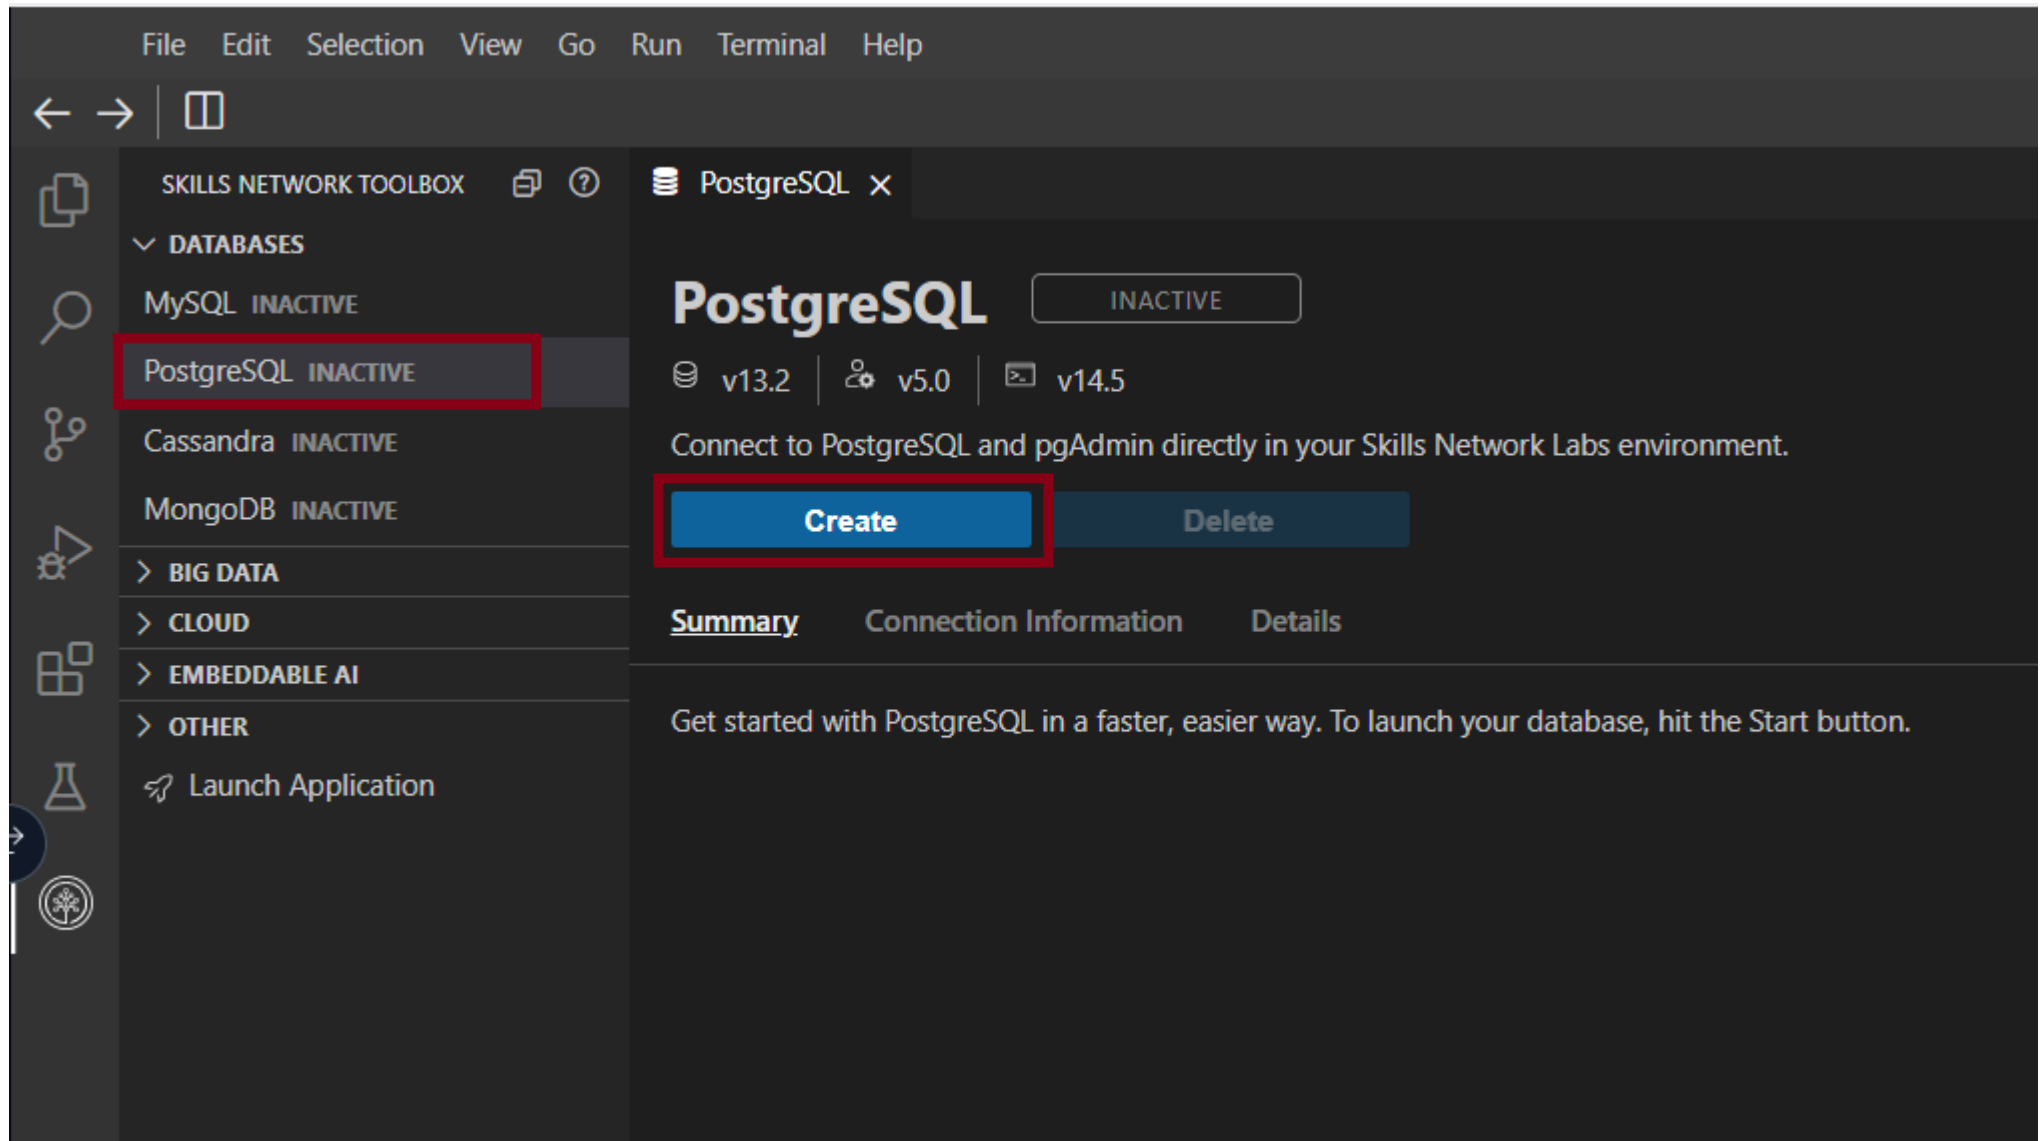 File Edit Selection View Go Run Terminal Help
SKILLS NETWORK TOOLBOX
DATABASES
MySQL INACTIVE
PostgreSQL INACTIVE
Cassandra INACTIVE
MongoDB INACTIVE
BIG DATA
CLOUD
EMBEDDABLE AI
OTHER
Launch Application
PostgreSQL
PostgreSQL INACTIVE
v13.2 v5.0 v14.5
Connect to PostgreSQL and pgAdmin directly in your Skills Network Labs environment.
Create Delete
Summary Connection Information Details
Get started with PostgreSQL in a faster, easier way. To launch your database, hit the Start button.